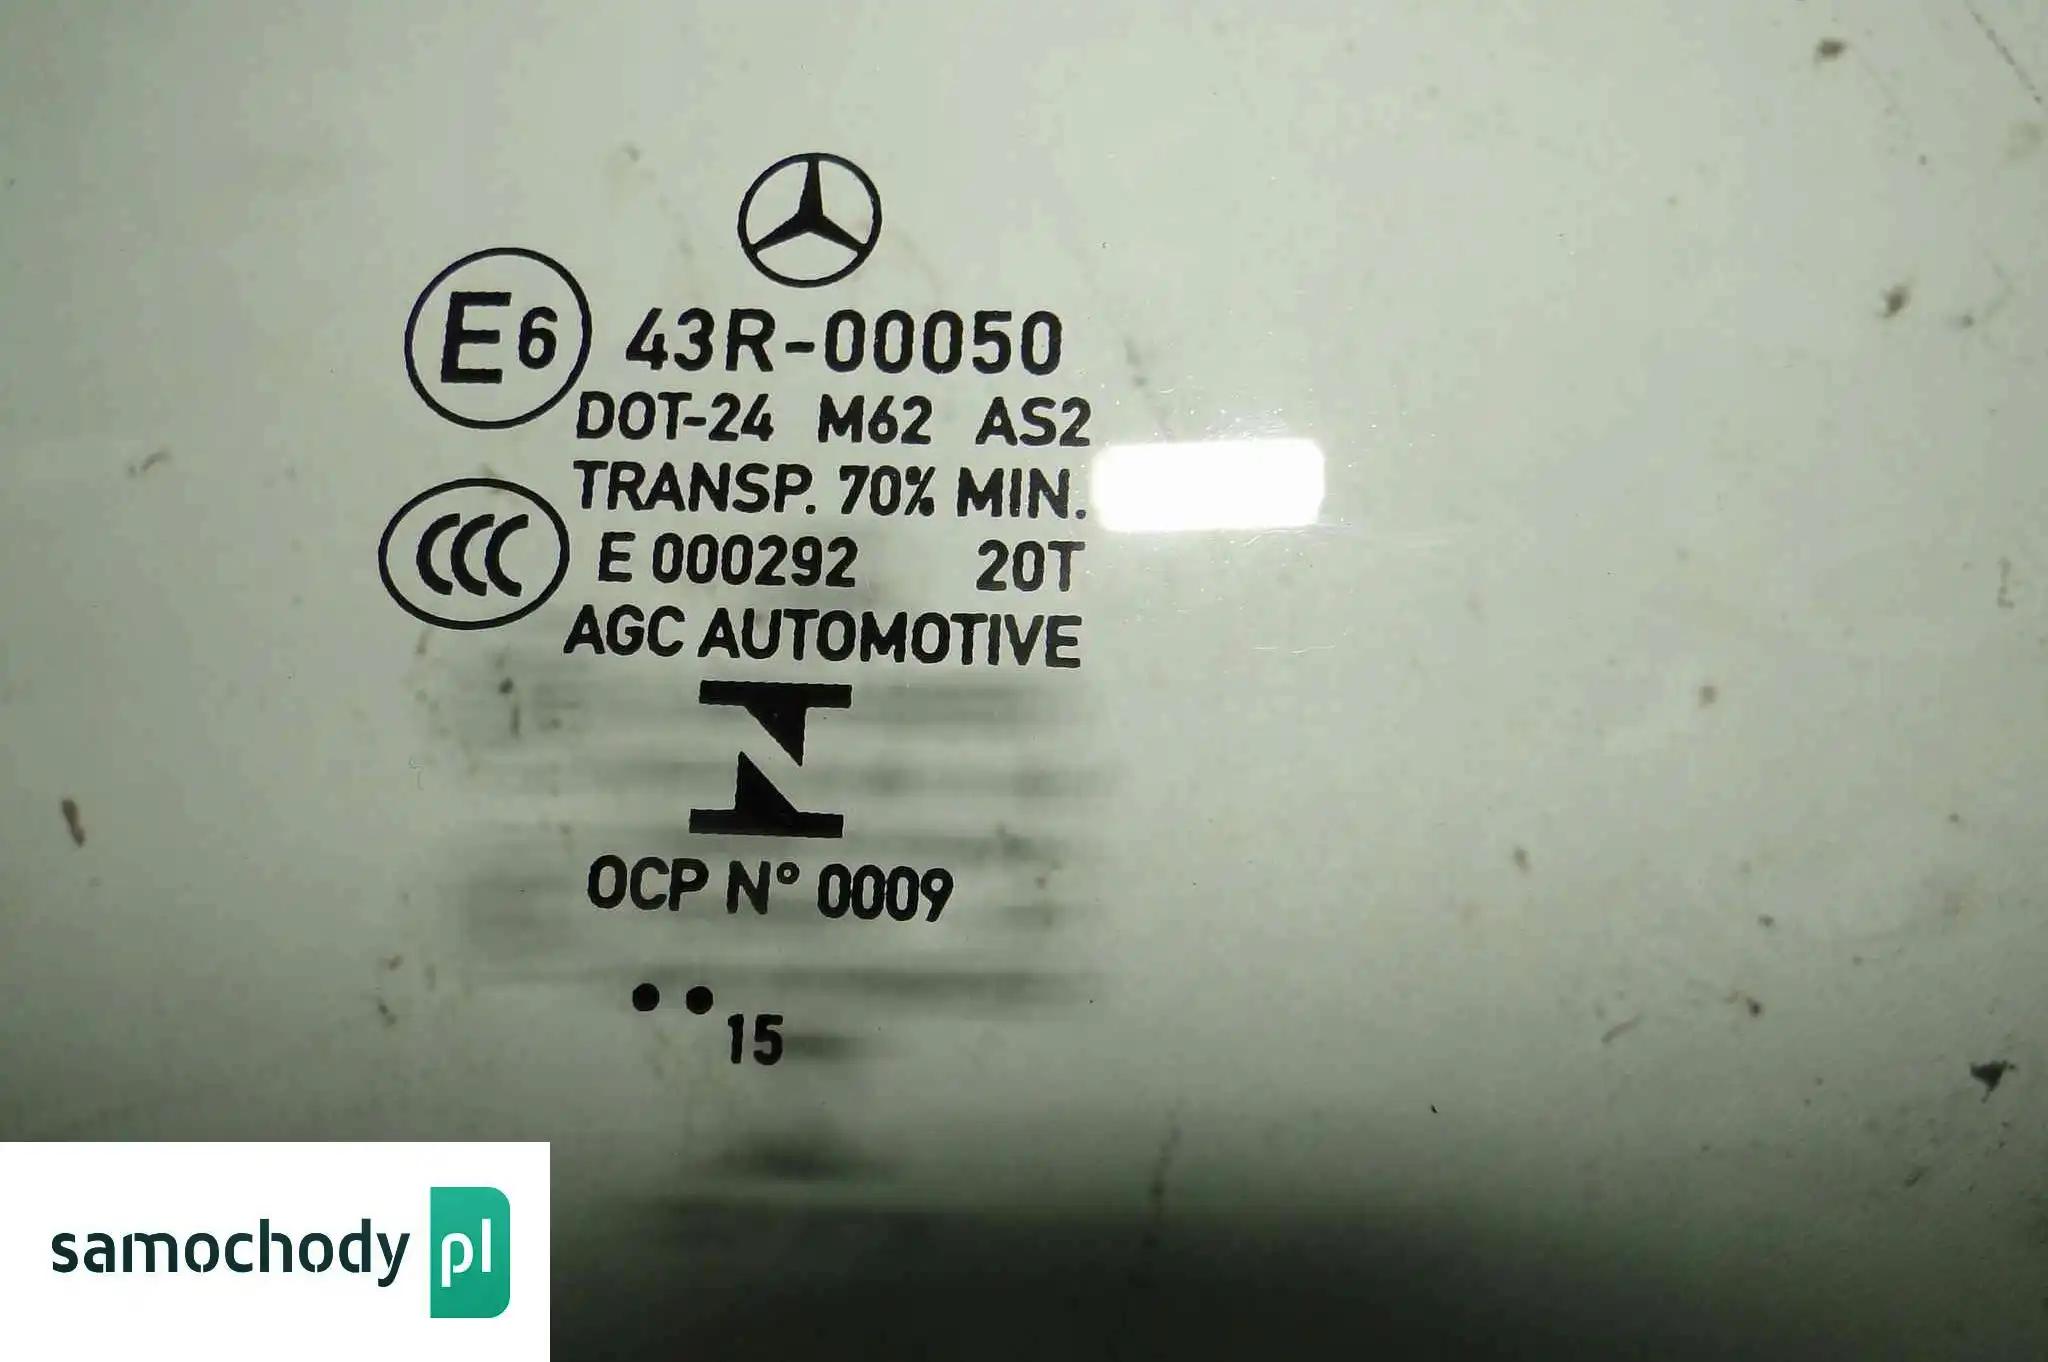 E6 43R-00050
DOT-24 M62 AS2
TRANSP. 70% MIN.
CCC E 000292 20T
AGC AUTOMOTIVE
OCP N° 0009
15
samochody pl